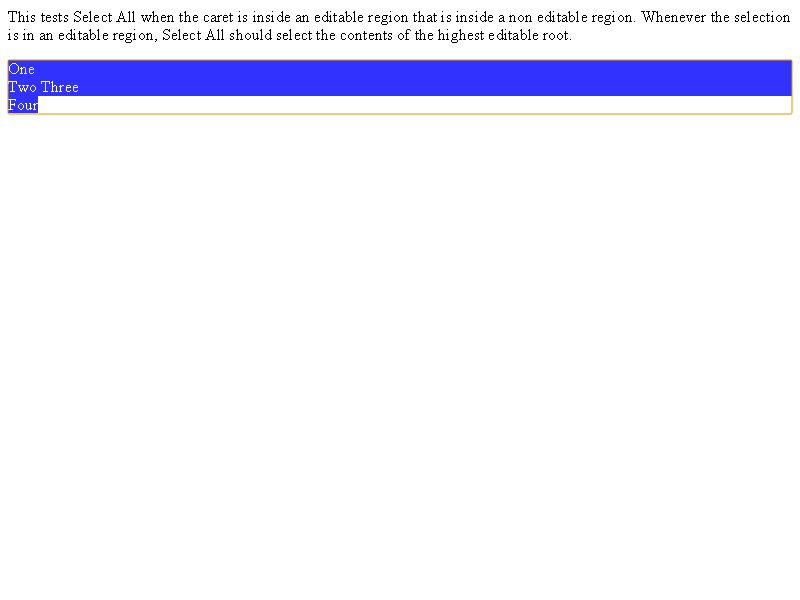 This tests Select All when the caret is inside an editable region that is inside a non editable region. Whenever the selection
is in an editable region, Select All should select the contents of the highest editable root.
One
Two Three
Four